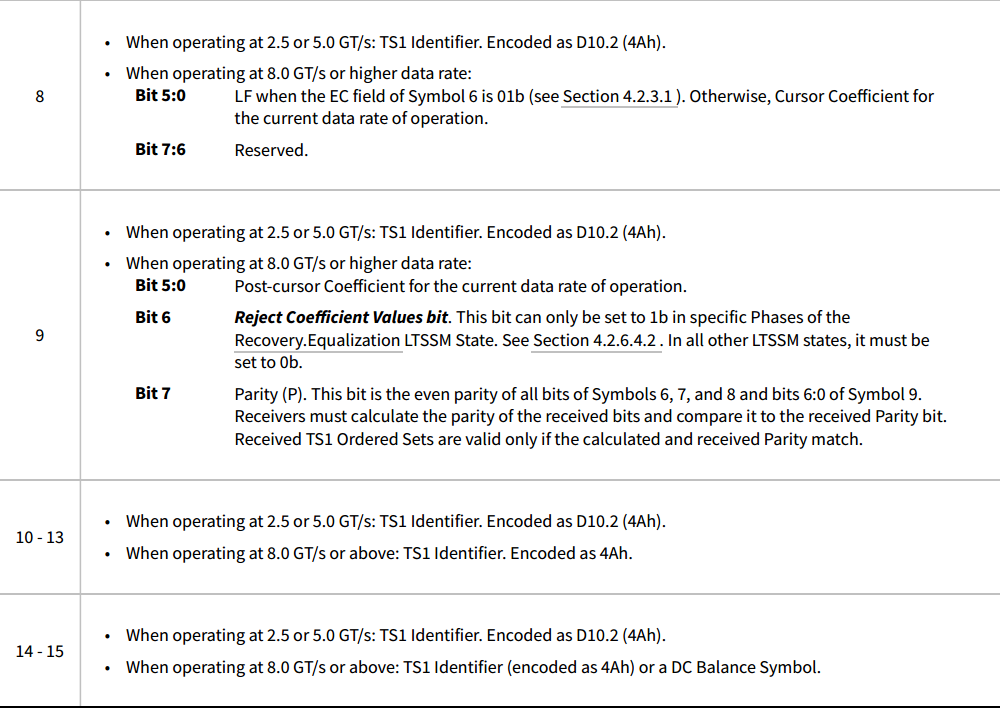 8
• When operating at 2.5 or 5.0 GT/s: TS1 Identifier. Encoded as D10.2 (4Ah).
• When operating at 8.0 GT/s or higher data rate:
Bit 5:0 LF when the EC field of Symbol 6 is 01b (see Section 4.2.3.1 ). Otherwise, Cursor Coefficient for
the current data rate of operation.
Bit 7:6 Reserved.
9
• When operating at 2.5 or 5.0 GT/s: TS1 Identifier. Encoded as D10.2 (4Ah).
• When operating at 8.0 GT/s or higher data rate:
Bit 5:0 Post-cursor Coefficient for the current data rate of operation.
Bit 6 Reject Coefficient Values bit. This bit can only be set to 1b in specific Phases of the
Recovery.Equalization LTSSM State. See Section 4.2.6.4.2 . In all other LTSSM states, it must be
set to 0b.
Bit 7 Parity (P). This bit is the even parity of all bits of Symbols 6, 7, and 8 and bits 6:0 of Symbol 9.
Receivers must calculate the parity of the received bits and compare it to the received Parity bit.
Received TS1 Ordered Sets are valid only if the calculated and received Parity match.
10 - 13
• When operating at 2.5 or 5.0 GT/s: TS1 Identifier. Encoded as D10.2 (4Ah).
• When operating at 8.0 GT/s or above: TS1 Identifier. Encoded as 4Ah.
14 - 15
• When operating at 2.5 or 5.0 GT/s: TS1 Identifier. Encoded as D10.2 (4Ah).
• When operating at 8.0 GT/s or above: TS1 Identifier (encoded as 4Ah) or a DC Balance Symbol.